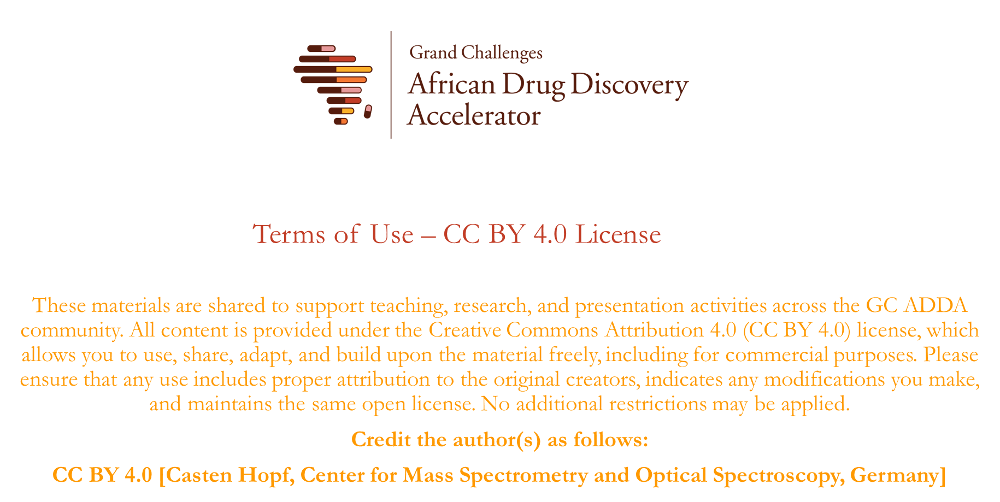 Grand Challenges
African Drug Discovery
Accelerator
Terms of Use – CC BY 4.0 License
These materials are shared to support teaching, research, and presentation activities across the GC ADDA
community. All content is provided under the Creative Commons Attribution 4.0 (CC BY 4.0) license, which
allows you to use, share, adapt, and build upon the material freely, including for commercial purposes. Please
ensure that any use includes proper attribution to the original creators, indicates any modifications you make,
and maintains the same open license. No additional restrictions may be applied.
Credit the author(s) as follows:
CC BY 4.0 [Casten Hopf, Center for Mass Spectrometry and Optical Spectroscopy, Germany]